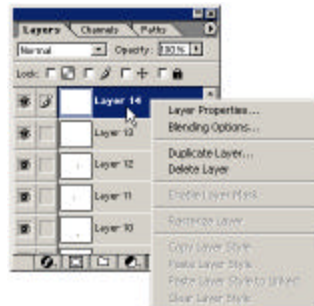 Layers Channels Paths
Normal Opacity: 100%
Lock:
Layer 14
Layer 13
Layer 12
Layer 11
Layer 10
Layer Properties...
Blending Options...
Duplicate Layer...
Delete Layer
Enable Layer Mask
Rasterize Layer
Copy Layer Style
Paste Layer Style
Paste Layer Style to Linked
Clear Layer Style